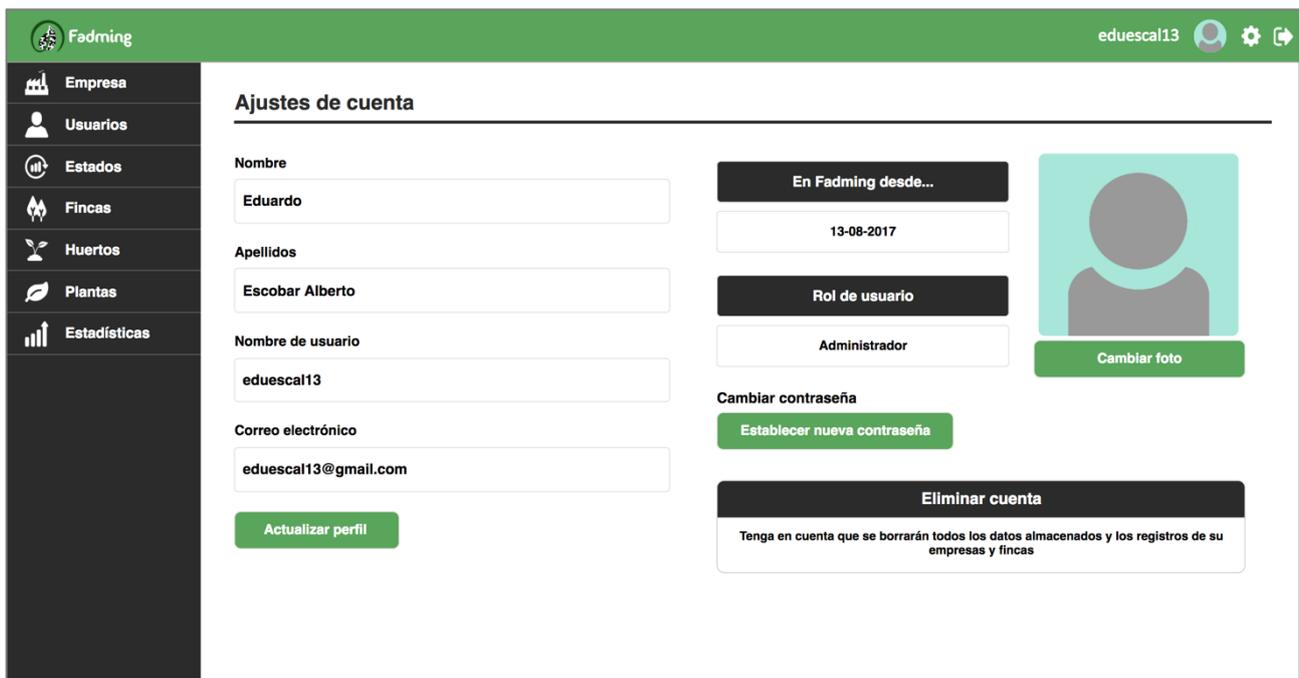 Fadming
eduescal13
Empresa
Usuarios
Estados
Fincas
Huertos
Plantas
Estadísticas
Ajustes de cuenta
Nombre
Eduardo
Apellidos
Escobar Alberto
Nombre de usuario
eduescal13
Correo electrónico
eduescal13@gmail.com
Actualizar perfil
En Fadming desde...
13-08-2017
Rol de usuario
Administrador
Cambiar contraseña
Establecer nueva contraseña
Cambiar foto
Eliminar cuenta
Tenga en cuenta que se borrarán todos los datos almacenados y los registros de su
empresas y fincas